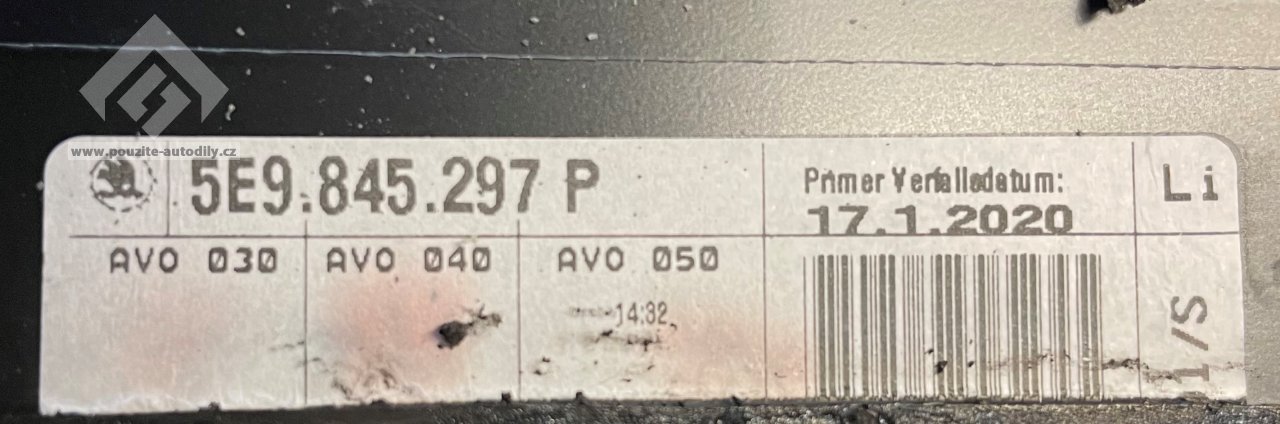 www.pouzite-autodily.cz
5E9.845.297 P
Primer Verfallsdatum:
17.1.2020
Li
AVO 030
AVO 040
AVO 050
14:32
1/S